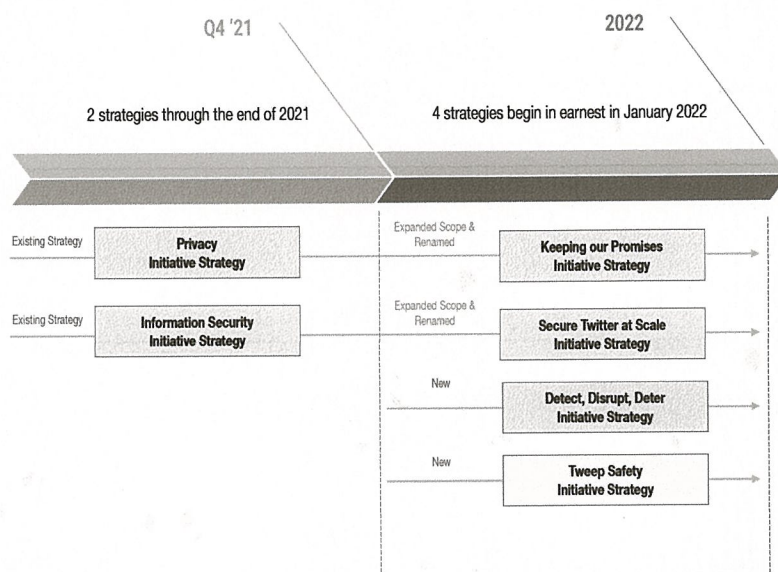 Q4 '21
2022
2 strategies through the end of 2021
4 strategies begin in earnest in January 2022
Existing Strategy
Privacy
Initiative Strategy
Expanded Scope &
Renamed
Keeping our Promises
Initiative Strategy
Existing Strategy
Information Security
Initiative Strategy
Expanded Scope &
Renamed
Secure Twitter at Scale
Initiative Strategy
New
Detect, Disrupt, Deter
Initiative Strategy
New
Tweep Safety
Initiative Strategy